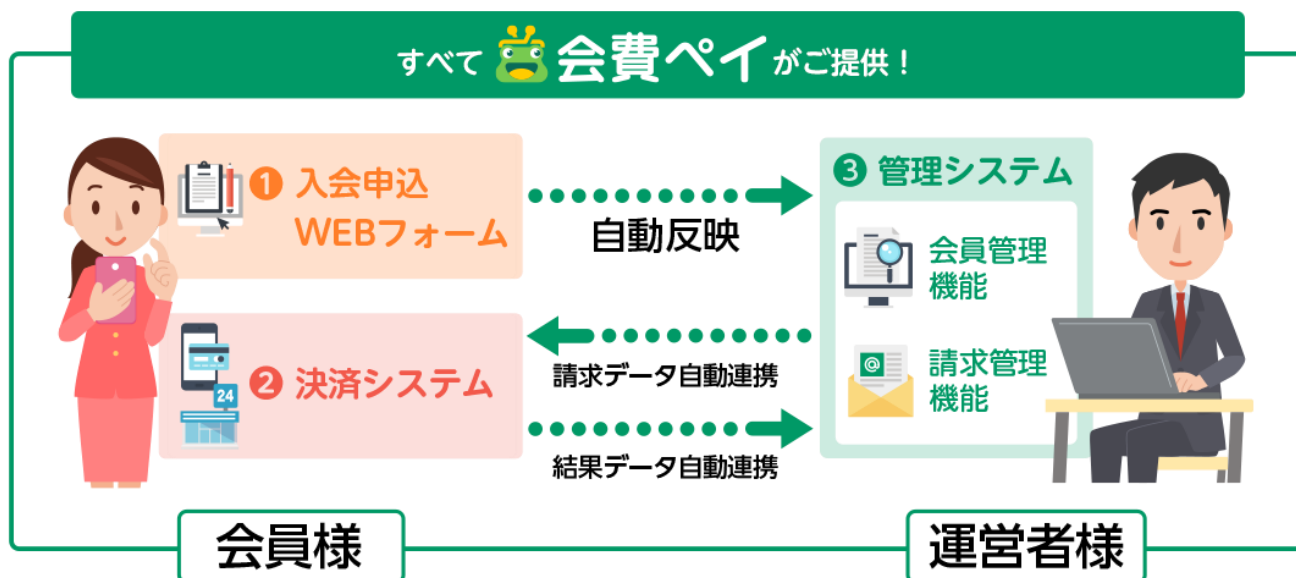 すべて 会費ペイ がご提供！
❶ 入会申込
WEBフォーム
自動反映
❸ 管理システム
会員管理
機能
請求データ自動連携
❷ 決済システム
24
請求管理
機能
@
結果データ自動連携
会員様
運営者様